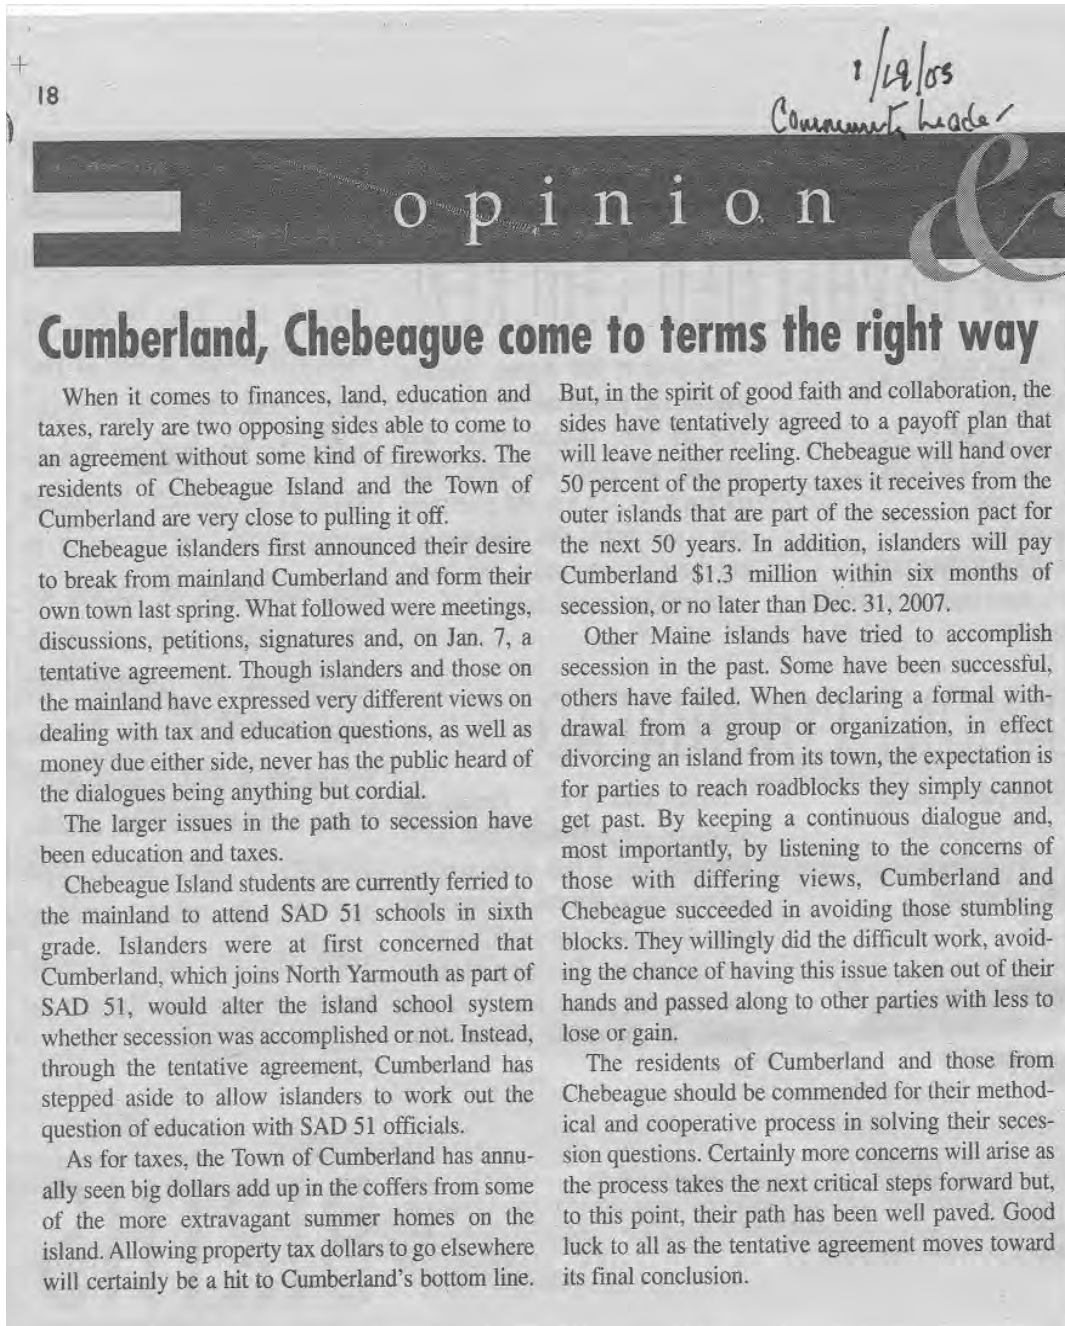 18
1/19/05
Community Leader
opinion &
Cumberland, Chebeague come to terms the right way
When it comes to finances, land, education and
taxes, rarely are two opposing sides able to come to
an agreement without some kind of fireworks. The
residents of Chebeague Island and the Town of
Cumberland are very close to pulling it off.
Chebeague islanders first announced their desire
to break from mainland Cumberland and form their
own town last spring. What followed were meetings,
discussions, petitions, signatures and, on Jan. 7, a
tentative agreement. Though islanders and those on
the mainland have expressed very different views on
dealing with tax and education questions, as well as
money due either side, never has the public heard of
the dialogues being anything but cordial.
The larger issues in the path to secession have
been education and taxes.
Chebeague Island students are currently ferried to
the mainland to attend SAD 51 schools in sixth
grade. Islanders were at first concerned that
Cumberland, which joins North Yarmouth as part of
SAD 51, would alter the island school system
whether secession was accomplished or not. Instead,
through the tentative agreement, Cumberland has
stepped aside to allow islanders to work out the
question of education with SAD 51 officials.
As for taxes, the Town of Cumberland has annu-
ally seen big dollars add up in the coffers from some
of the more extravagant summer homes on the
island. Allowing property tax dollars to go elsewhere
will certainly be a hit to Cumberland's bottom line.
But, in the spirit of good faith and collaboration, the
sides have tentatively agreed to a payoff plan that
will leave neither reeling. Chebeague will hand over
50 percent of the property taxes it receives from the
outer islands that are part of the secession pact for
the next 50 years. In addition, islanders will pay
Cumberland $1.3 million within six months of
secession, or no later than Dec. 31, 2007.
Other Maine islands have tried to accomplish
secession in the past. Some have been successful,
others have failed. When declaring a formal with-
drawal from a group or organization, in effect
divorcing an island from its town, the expectation is
for parties to reach roadblocks they simply cannot
get past. By keeping a continuous dialogue and,
most importantly, by listening to the concerns of
those with differing views, Cumberland and
Chebeague succeeded in avoiding those stumbling
blocks. They willingly did the difficult work, avoid-
ing the chance of having this issue taken out of their
hands and passed along to other parties with less to
lose or gain.
The residents of Cumberland and those from
Chebeague should be commended for their method-
ical and cooperative process in solving their seces-
sion questions. Certainly more concerns will arise as
the process takes the next critical steps forward but,
to this point, their path has been well paved. Good
luck to all as the tentative agreement moves toward
its final conclusion.